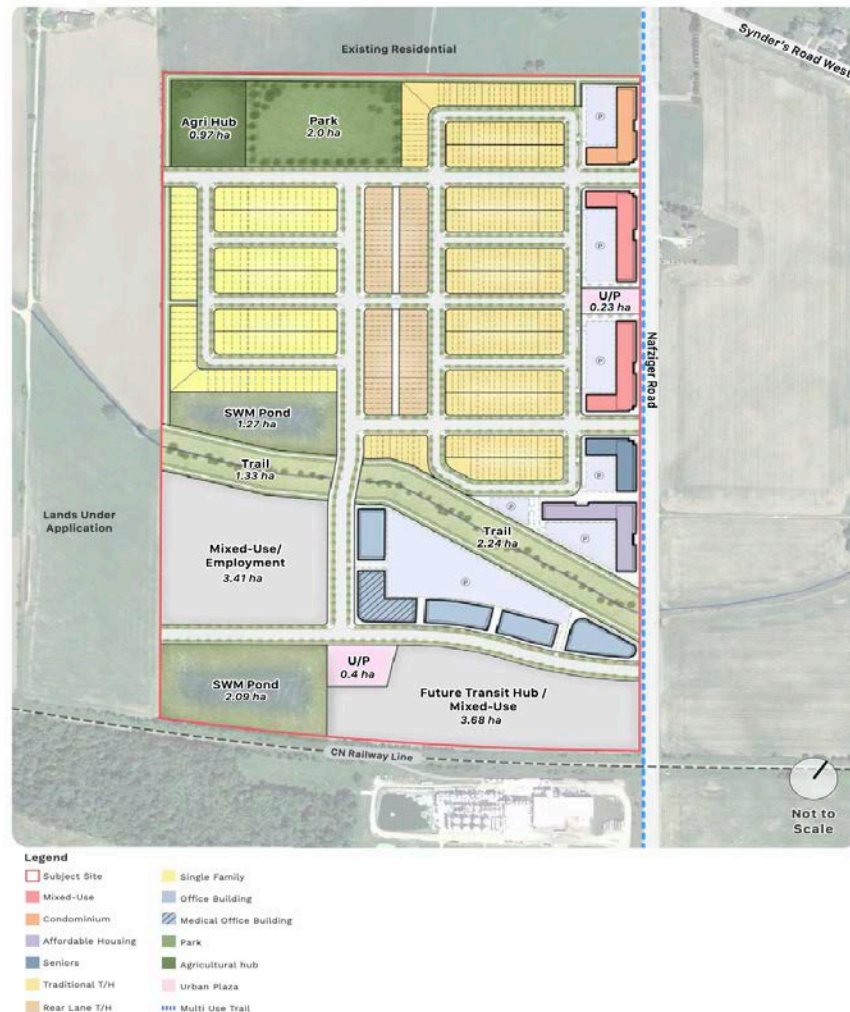 Synder's Road West
Existing Residential
Agri Hub
0.97 ha
Park
2.0 ha
P
P
U/P
0.23 ha
Nafziger Road
P
SWM Pond
1.27 ha
Trail
1.33 ha
P
Lands Under
Application
P
Trail
2.24 ha
P
Mixed-Use/
Employment
3.41 ha
P
U/P
0.4 ha
SWM Pond
2.09 ha
Future Transit Hub /
Mixed-Use
3.68 ha
CN Railway Line
Not to
Scale
Legend
Subject Site
Mixed-Use
Condominium
Affordable Housing
Seniors
Traditional T/H
Rear Lane T/H
Single Family
Office Building
Medical Office Building
Park
Agricultural hub
Urban Plaza
Multi Use Trail